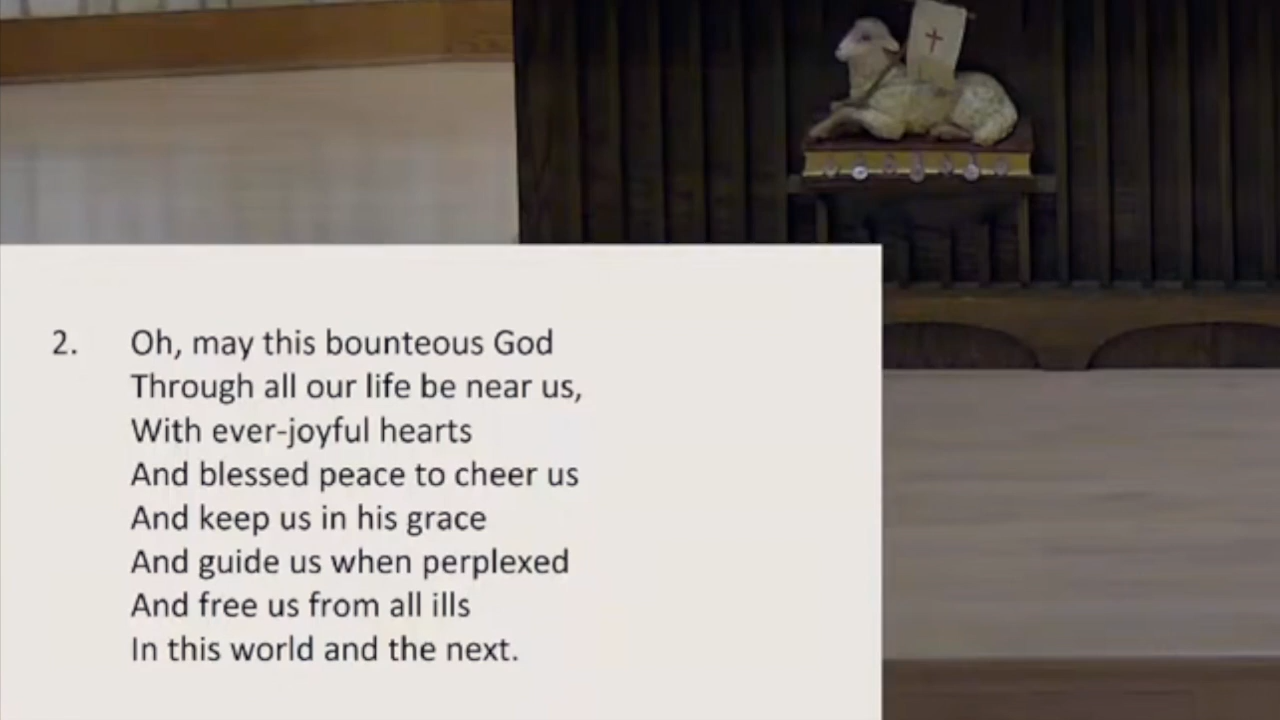 2. Oh, may this bounteous God
Through all our life be near us,
With ever-joyful hearts
And blessed peace to cheer us
And keep us in his grace
And guide us when perplexed
And free us from all ills
In this world and the next.